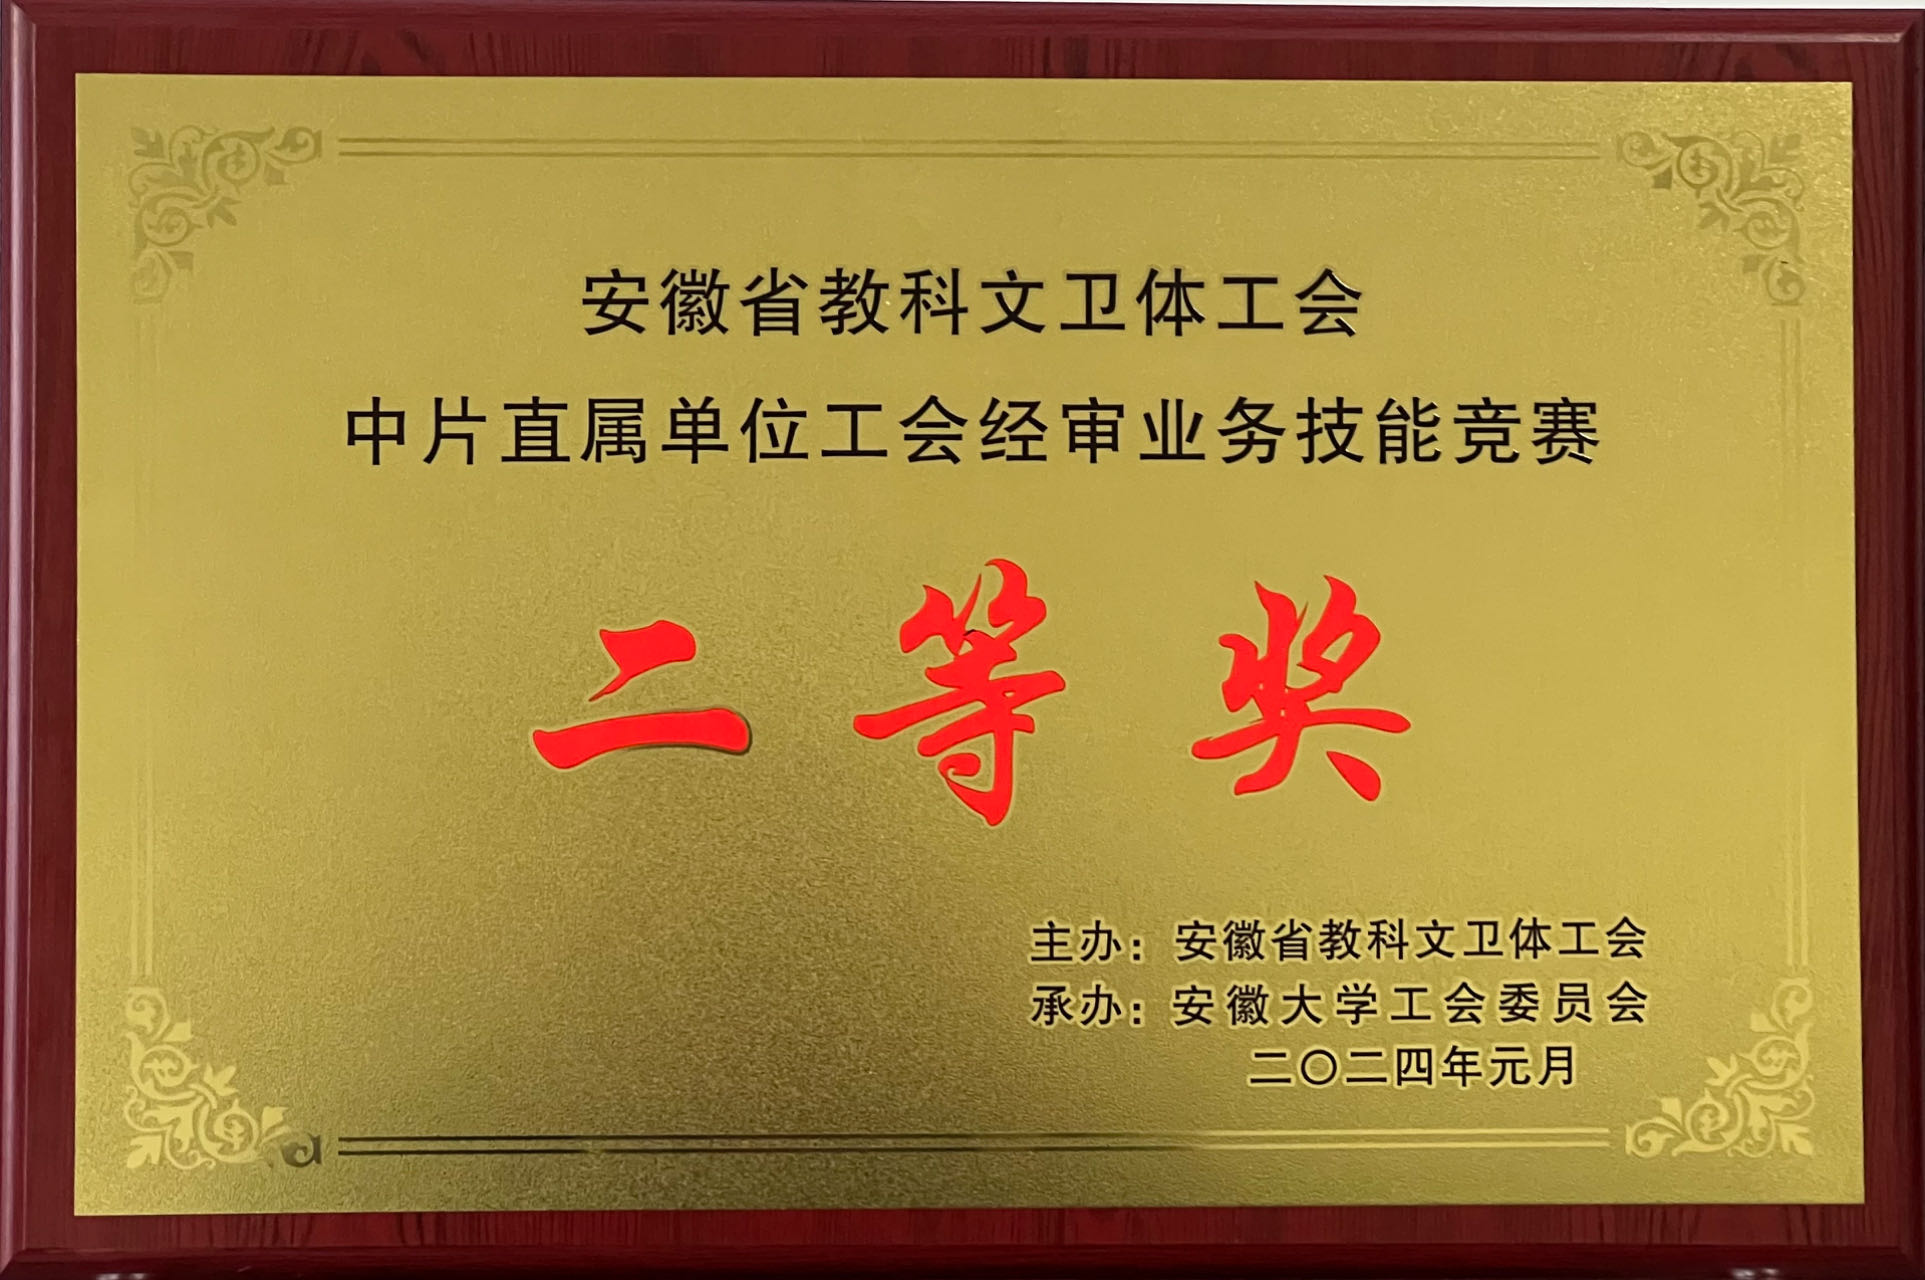 安徽省教科文卫体工会
中片直属单位工会经审业务技能竞赛
二等奖
主办：安徽省教科文卫体工会
承办：安徽大学工会委员会
二〇二四年元月